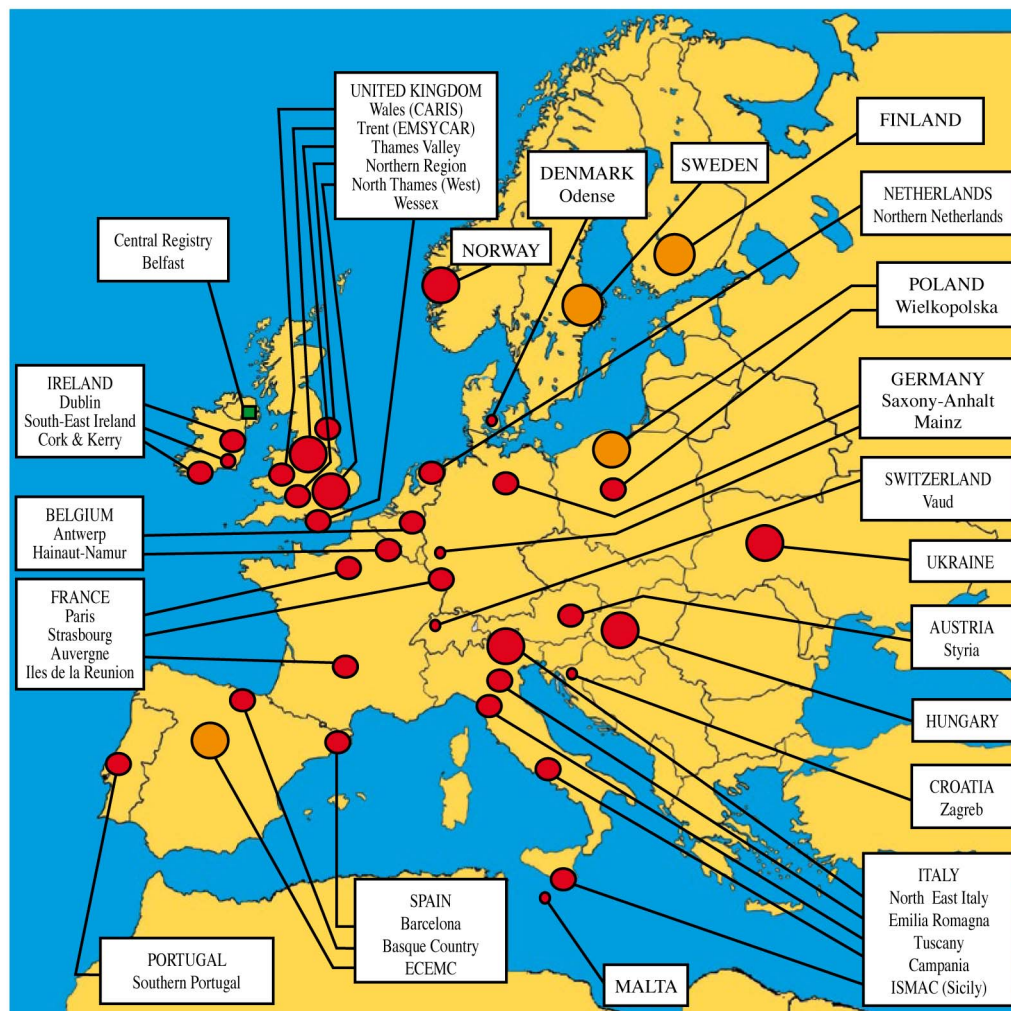 UNITED KINGDOM
Wales (CARIS)
Trent (EMSYCAR)
Thames Valley
Northern Region
North Thames (West)
Wessex
FINLAND
DENMARK
Odense
SWEDEN
NETHERLANDS
Northern Netherlands
Central Registry
Belfast
NORWAY
POLAND
Wielkopolska
IRELAND
Dublin
South-East Ireland
Cork & Kerry
GERMANY
Saxony-Anhalt
Mainz
SWITZERLAND
Vaud
BELGIUM
Antwerp
Hainaut-Namur
UKRAINE
FRANCE
Paris
Strasbourg
Auvergne
Iles de la Reunion
AUSTRIA
Styria
HUNGARY
CROATIA
Zagreb
ITALY
North East Italy
Emilia Romagna
Tuscany
Campania
ISMAC (Sicily)
SPAIN
Barcelona
Basque Country
ECEMC
PORTUGAL
Southern Portugal
MALTA